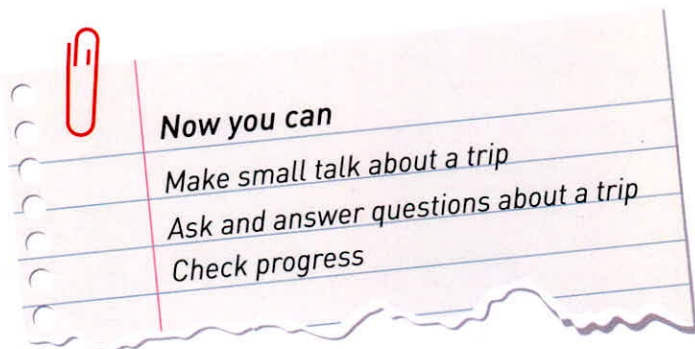 Now you can
Make small talk about a trip
Ask and answer questions about a trip
Check progress